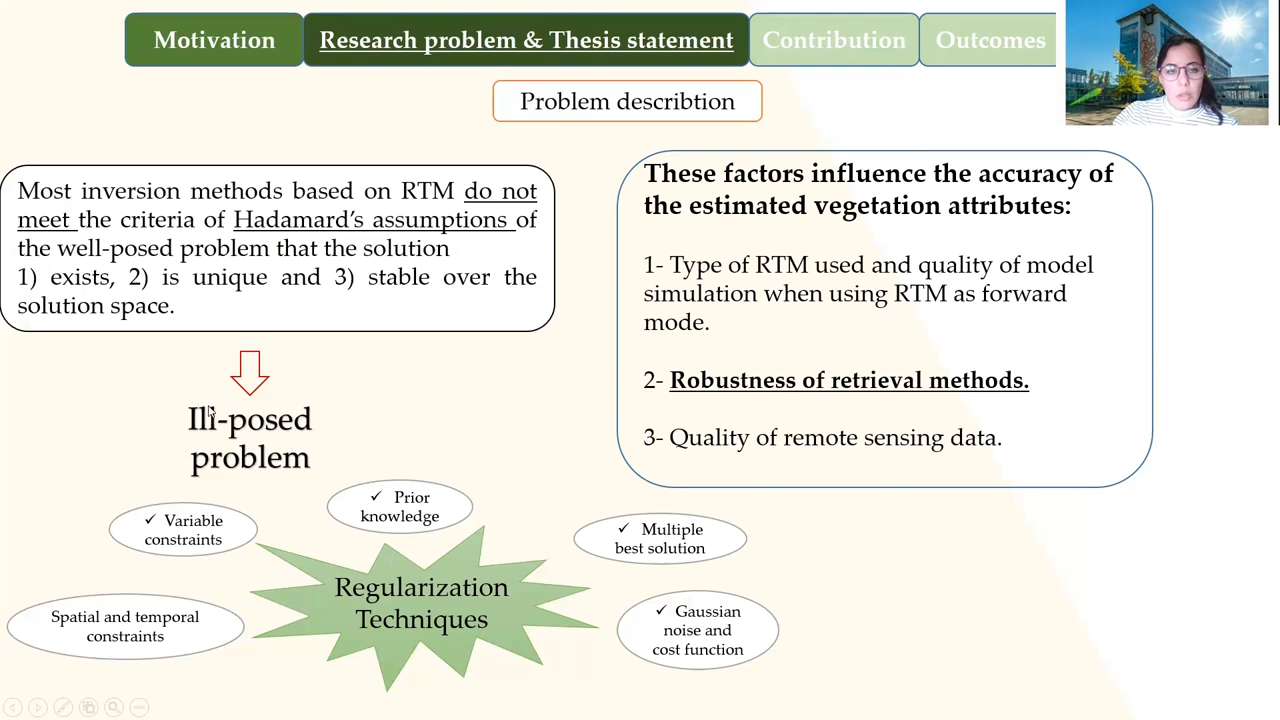 Motivation
Research problem & Thesis statement
Contribution
Outcomes
Problem describtion
Most inversion methods based on RTM do not
meet the criteria of Hadamard's assumptions of
the well-posed problem that the solution
1) exists, 2) is unique and 3) stable over the
solution space.
Ill-posed
problem
These factors influence the accuracy of
the estimated vegetation attributes:
1- Type of RTM used and quality of model
simulation when using RTM as forward
mode.
2- Robustness of retrieval methods.
3- Quality of remote sensing data.
✓ Prior
knowledge
✓ Variable
constraints
✓ Multiple
best solution
Regularization
Techniques
Spatial and temporal
constraints
✓ Gaussian
noise and
cost function